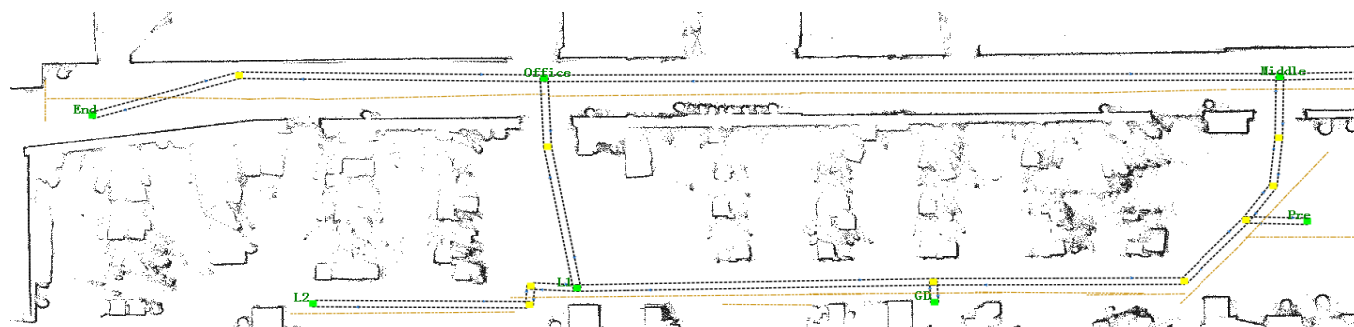 Office
Middle
End
Pre
L1
L2
GD